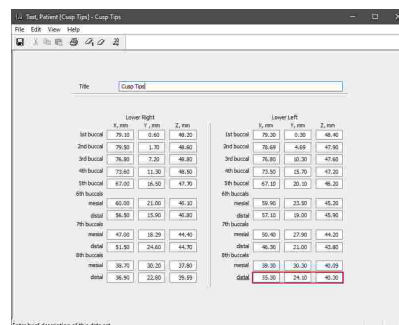 Test, Patient [Cusp Tips] - Cusp Tips
File Edit View Help
Title Cusp Tips
Lower Right Lower Left
X, mm Y, mm Z, mm X, mm Y, mm Z, mm
1st buccal 79.10 0.60 48.20 1st buccal 79.20 0.30 48.40
2nd buccal 79.50 1.70 48.60 2nd buccal 78.69 4.69 47.90
3rd buccal 76.80 7.20 48.80 3rd buccal 76.80 10.30 47.60
4th buccal 73.60 11.30 48.50 4th buccal 73.50 15.70 47.20
5th buccal 67.00 16.50 47.70 5th buccal 67.10 20.10 46.20
6th buccals 6th buccals
mesial 60.00 21.00 46.10 mesial 59.90 23.50 45.20
distal 56.50 15.90 46.80 distal 57.10 19.00 45.90
7th buccals 7th buccals
mesial 47.00 18.29 44.40 mesial 50.40 27.90 44.20
distal 51.50 24.60 44.70 distal 46.30 21.00 43.80
8th buccals 8th buccals
mesial 38.70 30.20 37.80 mesial 39.30 30.30 40.09
distal 36.90 22.80 39.59 distal 35.30 24.10 40.30
Enter brief description of this data set